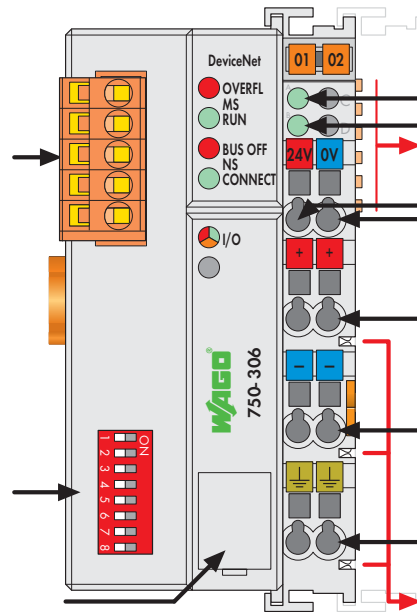 DeviceNet
01 02
OVERFL
MS
RUN
BUS OFF
NS
CONNECT
A C
B D
24V 0V
I/O
+ +
WAGO®
750-306
— —
ON
1
2
3
4
5
6
7
8